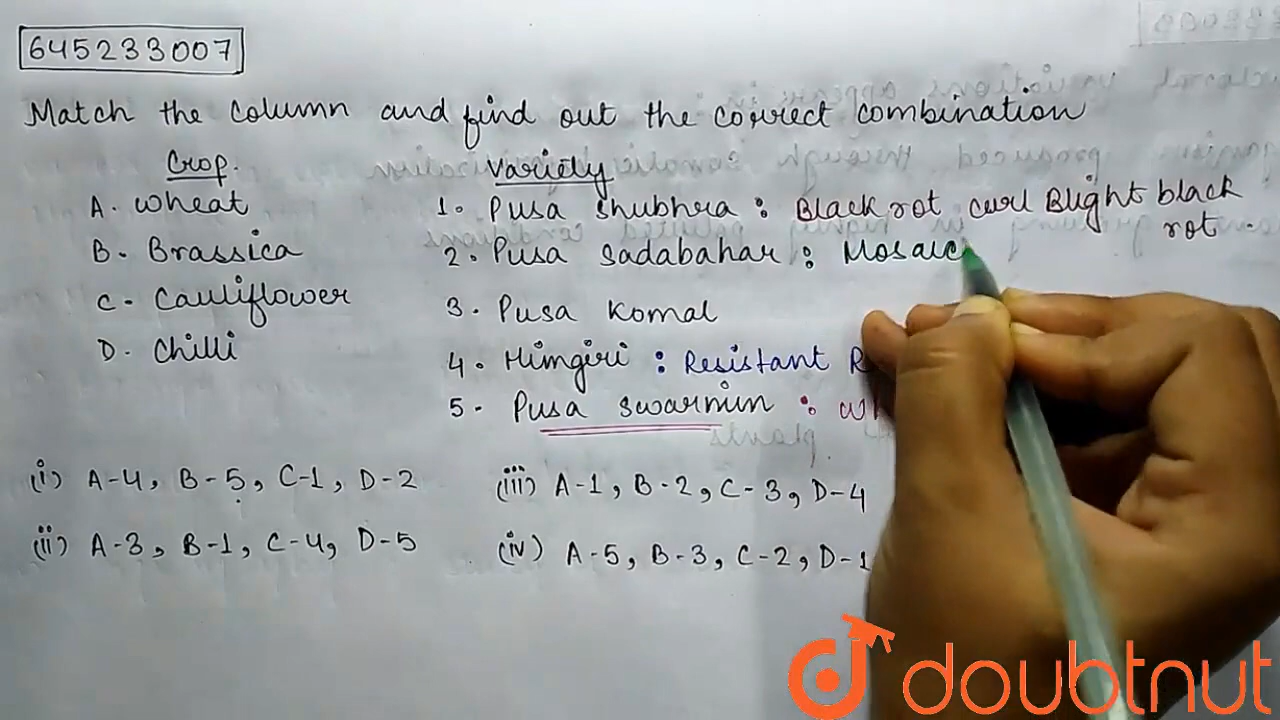 645233007
Match the column and find out the correct combination
Crop.
Variety
A. Wheat
1. Pusa Shubhra : Black rot curl Blight black rot.
B. Brassica
2. Pusa Sadabahar : Mosaic
C- Cauliflower
3. Pusa Komal
D. Chilli
4. Himgiri : Resistant
5- Pusa Swarmin :
(i) A-4, B-5, C-1, D-2
(iii) A-1, B-2, C-3, D-4
(ii) A-3, B-1, C-4, D-5
(iv) A-5, B-3, C-2, D-1
doubtnut